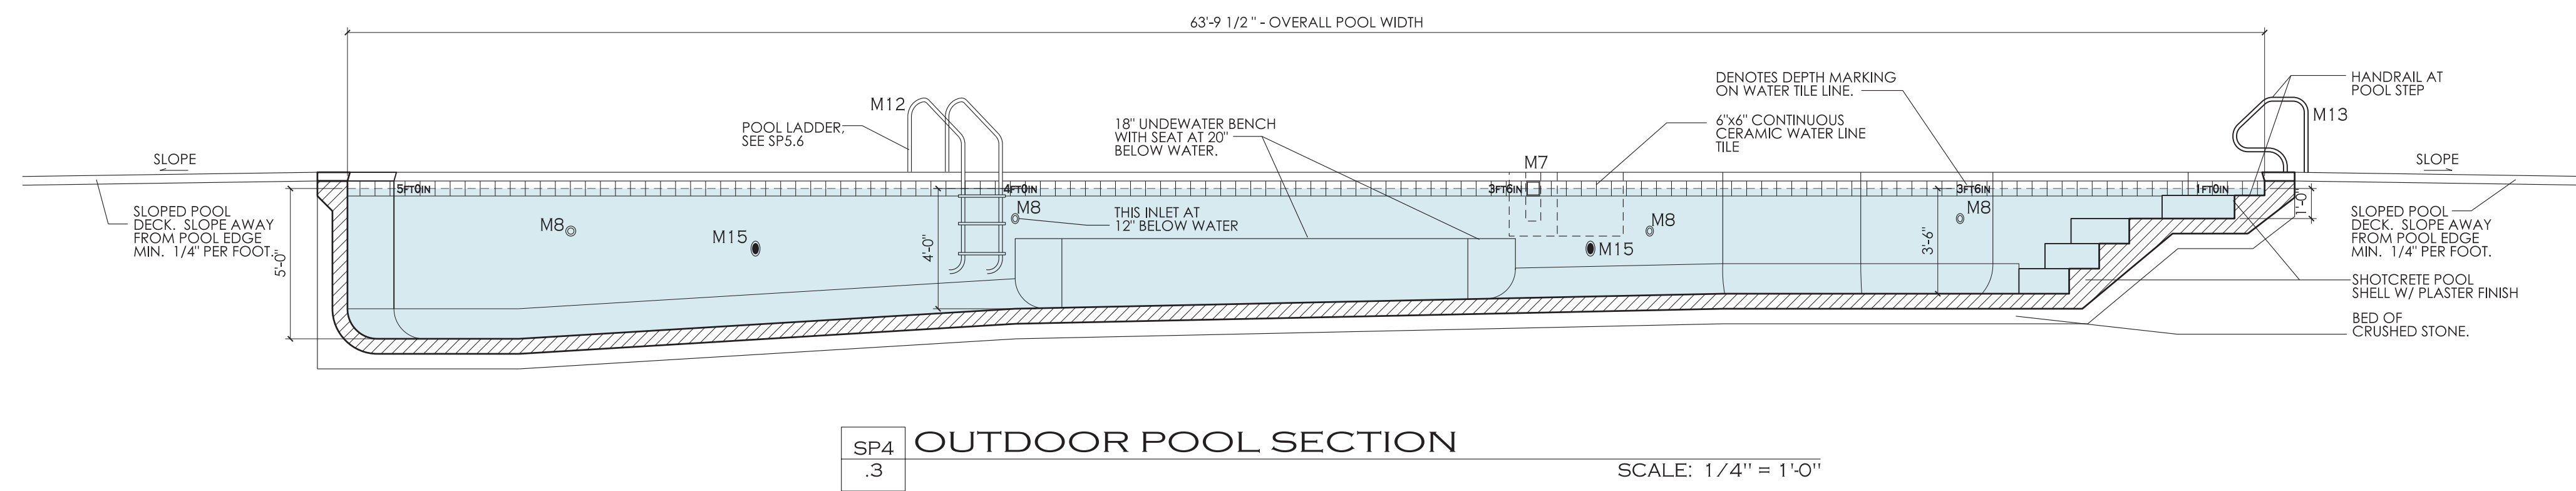 63'-9 1/2 " - OVERALL POOL WIDTH
M12
POOL LADDER,
SEE SP5.6
18" UNDEWATER BENCH
WITH SEAT AT 20"
BELOW WATER.
M7
DENOTES DEPTH MARKING
ON WATER TILE LINE.
6"x6" CONTINUOUS
CERAMIC WATER LINE
TILE
HANDRAIL AT
POOL STEP
M13
SLOPE
SLOPE
5FT0IN
4FT0IN
3FT6IN
3FT6IN
1FT0IN
SLOPED POOL
DECK. SLOPE AWAY
FROM POOL EDGE
MIN. 1/4" PER FOOT.
5'-0"
M8
M15
4'-0"
M8
THIS INLET AT
12" BELOW WATER
M15
M8
3'-6"
M8
1'-0"
SLOPED POOL
DECK. SLOPE AWAY
FROM POOL EDGE
MIN. 1/4" PER FOOT.
SHOTCRETE POOL
SHELL W/ PLASTER FINISH
BED OF
CRUSHED STONE.
SP4
.3
OUTDOOR POOL SECTION
SCALE: 1/4" = 1'-0"